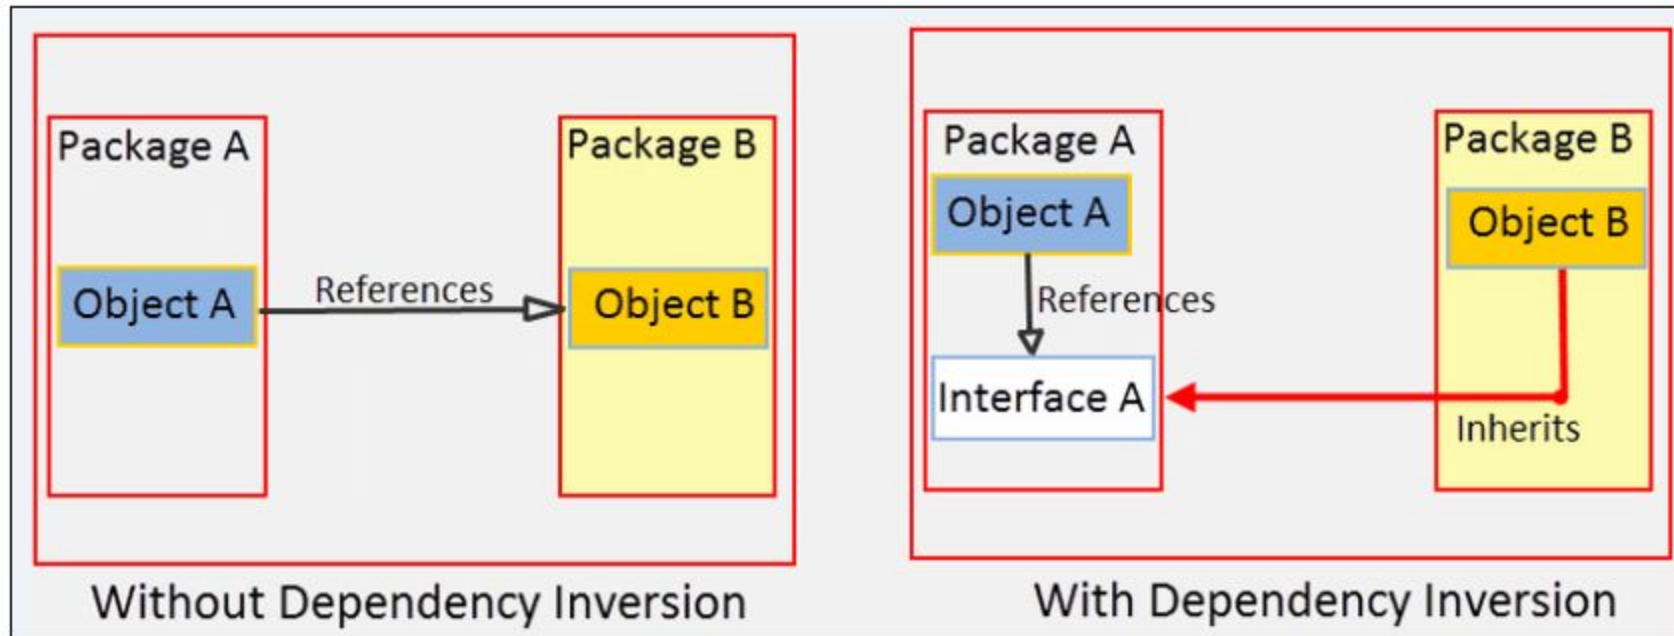 Package A
Object A
References
Package B
Object B
Without Dependency Inversion
Package A
Object A
References
Interface A
Package B
Object B
Inherits
With Dependency Inversion